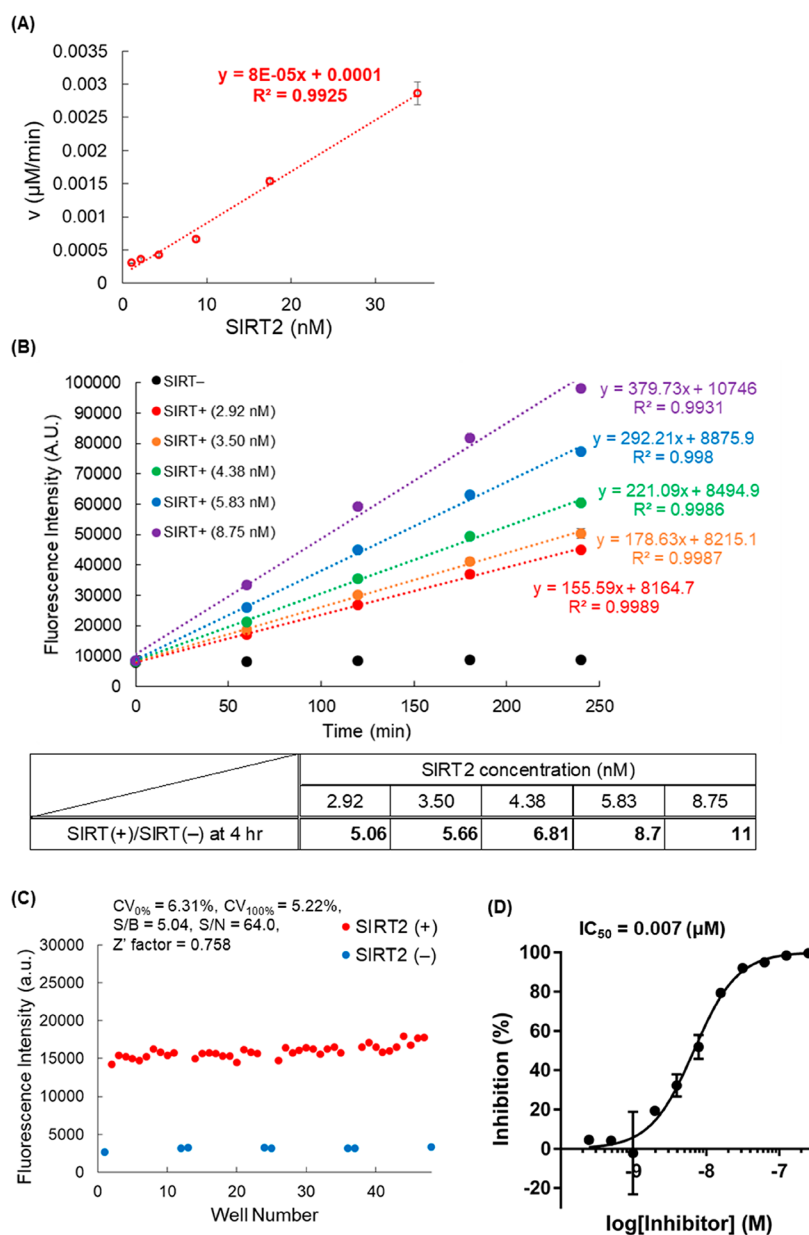 (A)
y = 8E-05x + 0.0001
R² = 0.9925
0.0035
0.003
0.0025
0.002
0.0015
0.001
0.0005
0
v (μM/min)
0 10 20 30
SIRT2 (nM)
(B)
100000
90000
80000
70000
60000
50000
40000
30000
20000
10000
0
Fluorescence Intensity (A.U.)
SIRT–
SIRT+ (2.92 nM)
SIRT+ (3.50 nM)
SIRT+ (4.38 nM)
SIRT+ (5.83 nM)
SIRT+ (8.75 nM)
y = 379.73x + 10746
R² = 0.9931
y = 292.21x + 8875.9
R² = 0.998
y = 221.09x + 8494.9
R² = 0.9986
y = 178.63x + 8215.1
R² = 0.9987
y = 155.59x + 8164.7
R² = 0.9989
0 50 100 150 200 250
Time (min)
SIRT2 concentration (nM)
2.92 3.50 4.38 5.83 8.75
SIRT(+)/SIRT(–) at 4 hr 5.06 5.66 6.81 8.7 11
(C)
CV0% = 6.31%, CV100% = 5.22%,
S/B = 5.04, S/N = 64.0,
Z' factor = 0.758
SIRT2 (+)
SIRT2 (–)
30000
25000
20000
15000
10000
5000
0
Fluorescence Intensity (a.u.)
0 10 20 30 40
Well Number
(D)
IC50 = 0.007 (μM)
100
80
60
40
20
0
-20
Inhibition (%)
-9 -8 -7
log[Inhibitor] (M)